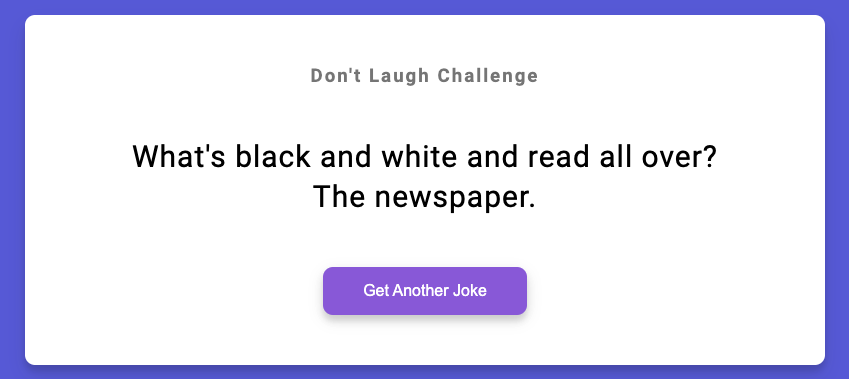 Don't Laugh Challenge
What's black and white and read all over?
The newspaper.
Get Another Joke